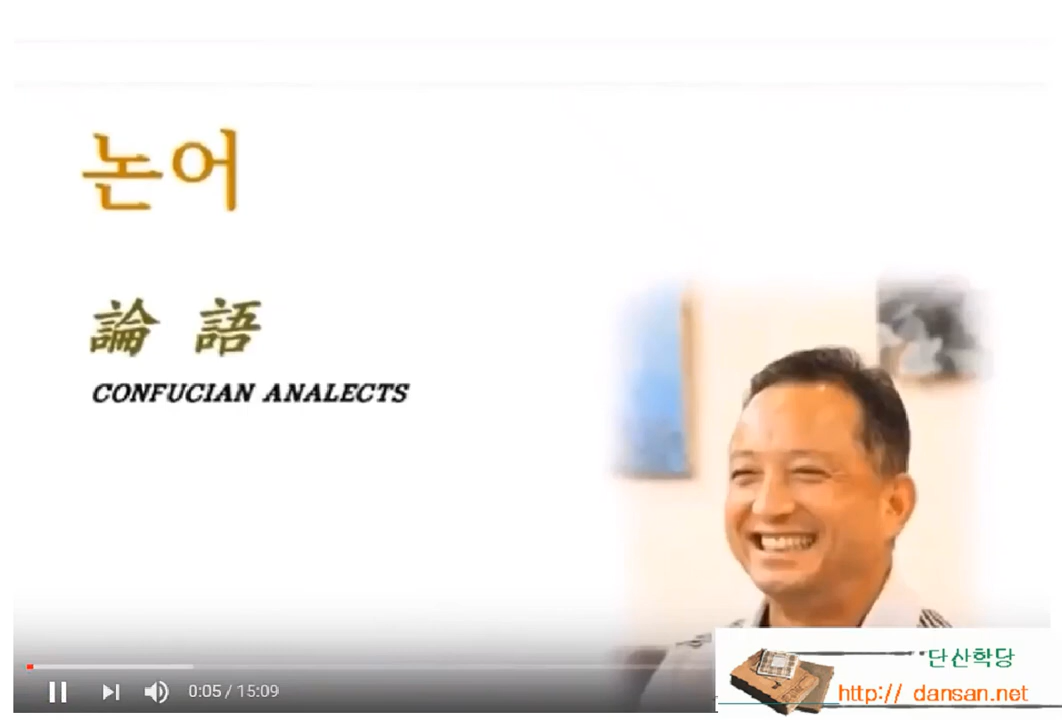 논어
論 語
CONFUCIAN ANALECTS
단산학당
http:// dansan.net
0:05 / 15:09